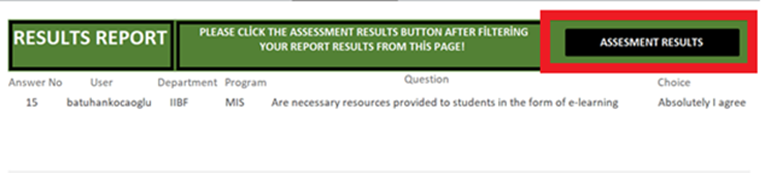 RESULTS REPORT
PLEASE CLİCK THE ASSESSMENT RESULTS BUTTON AFTER FİLTERİNG
YOUR REPORT RESULTS FROM THİS PAGE!
ASSESMENT RESULTS
Answer No User Department Program Question Choice
15 batuhankocaoglu IIBF MIS Are necessary resources provided to students in the form of e-learning Absolutely I agree